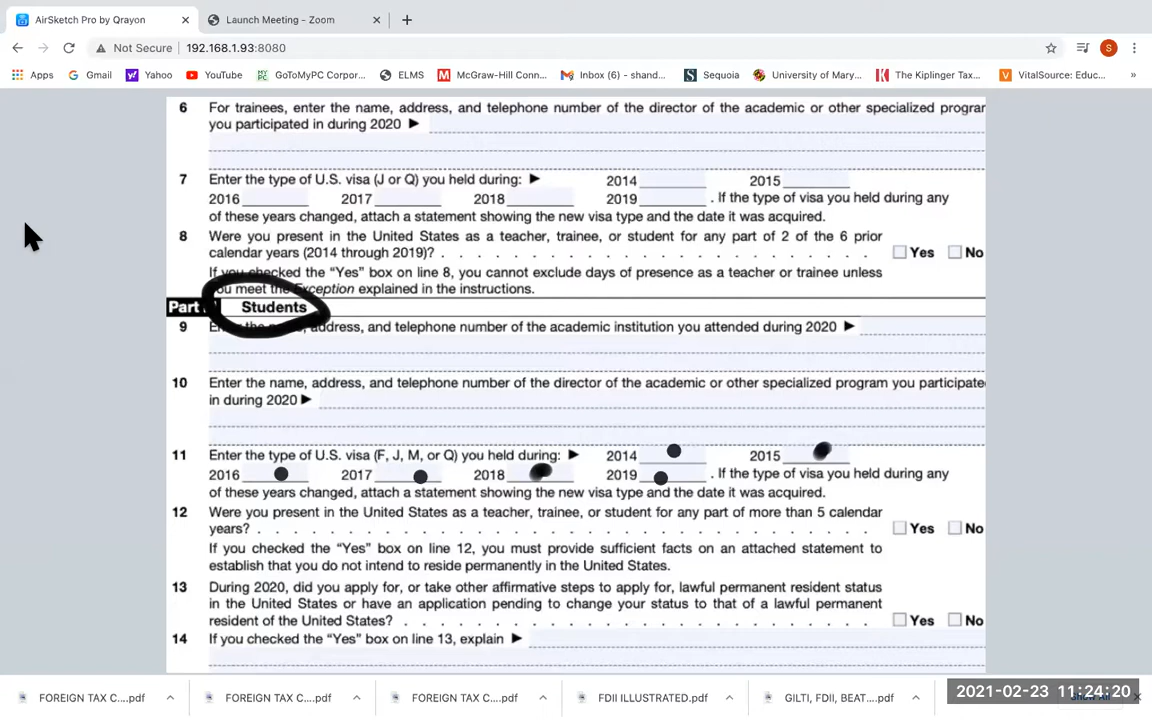 AirSketch Pro by Qrayon
Launch Meeting - Zoom
Not Secure | 192.168.1.93:8080
S
Apps Gmail Yahoo YouTube GoToMyPC Corpor... ELMS McGraw-Hill Conn... Inbox (6) - shand... Sequoia University of Mary... The Kiplinger Tax... VitalSource: Educ... »
6 For trainees, enter the name, address, and telephone number of the director of the academic or other specialized progra
you participated in during 2020 ▶
7 Enter the type of U.S. visa (J or Q) you held during: ▶ 2014 2015
2016 2017 2018 2019 . If the type of visa you held during any
of these years changed, attach a statement showing the new visa type and the date it was acquired.
8 Were you present in the United States as a teacher, trainee, or student for any part of 2 of the 6 prior
calendar years (2014 through 2019)? . . . . . . . . . . . . . . . . . . . . Yes No
If you checked the "Yes" box on line 8, you cannot exclude days of presence as a teacher or trainee unless
you meet the Exception explained in the instructions.
Part Students
9 Enter the name, address, and telephone number of the academic institution you attended during 2020 ▶
10 Enter the name, address, and telephone number of the director of the academic or other specialized program you participate
in during 2020 ▶
11 Enter the type of U.S. visa (F, J, M, or Q) you held during: ▶ 2014 2015
2016 2017 2018 2019 . If the type of visa you held during any
of these years changed, attach a statement showing the new visa type and the date it was acquired.
12 Were you present in the United States as a teacher, trainee, or student for any part of more than 5 calendar
years? . . . . . . . . . . . . . . . . . . . . . . . . . . . Yes No
If you checked the "Yes" box on line 12, you must provide sufficient facts on an attached statement to
establish that you do not intend to reside permanently in the United States.
13 During 2020, did you apply for, or take other affirmative steps to apply for, lawful permanent resident status
in the United States or have an application pending to change your status to that of a lawful permanent
resident of the United States? . . . . . . . . . . . . . . . . . . . . . Yes No
14 If you checked the "Yes" box on line 13, explain ▶
FOREIGN TAX C....pdf FOREIGN TAX C....pdf FOREIGN TAX C....pdf FDII ILLUSTRATED.pdf GILTI, FDII, BEAT....pdf
2021-02-23 11:24:20